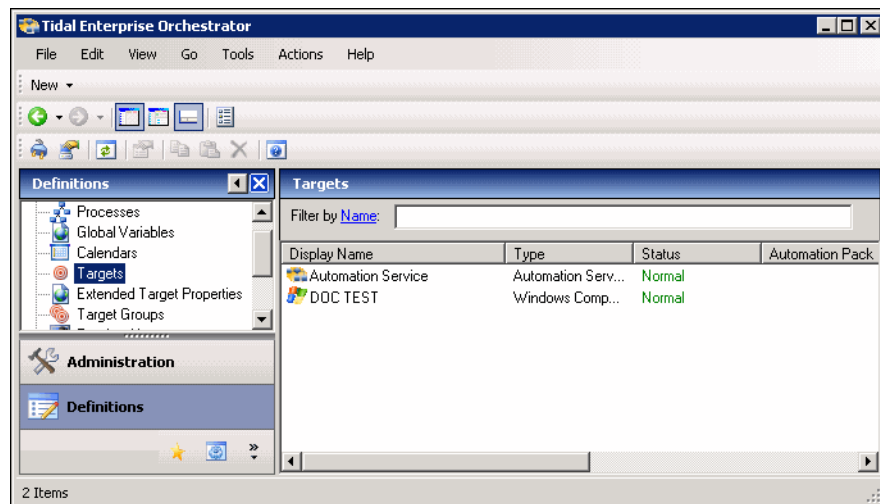 Tidal Enterprise Orchestrator
File Edit View Go Tools Actions Help
New
Definitions
Processes
Global Variables
Calendars
Targets
Extended Target Properties
Target Groups
Administration
Definitions
2 Items
Targets
Filter by Name:
Display Name Type Status Automation Pack
Automation Service Automation Serv... Normal
DOC TEST Windows Comp... Normal